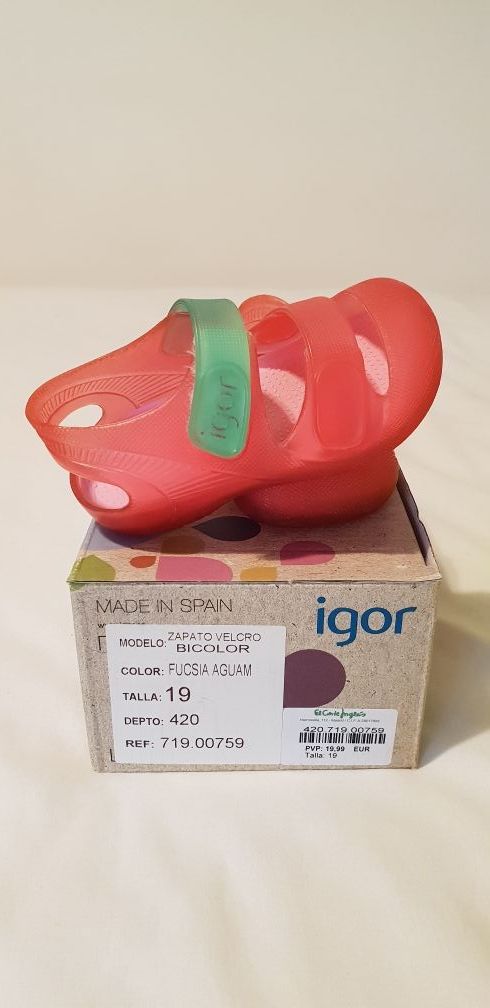 igor
MADE IN SPAIN
igor
MODELO: ZAPATO VELCRO
BICOLOR
COLOR: FUCSIA AGUAM
TALLA: 19
DEPTO: 420
REF: 719.00759
El Corte Inglés
420.719.00759
PVP: 19,99 EUR
Talla: 19